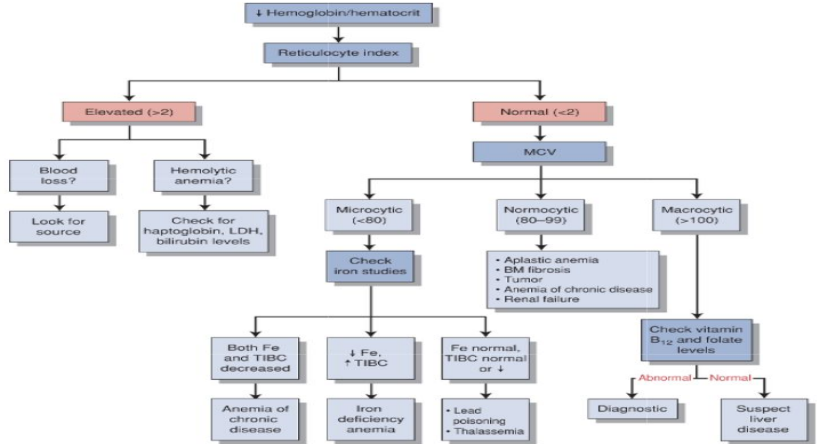 ↓ Hemoglobin/hematocrit
Reticulocyte index
Elevated (>2)
Normal (<2)
Blood
loss?
Hemolytic
anemia?
MCV
Look for
source
Check for
haptoglobin, LDH,
bilirubin levels
Microcytic
(<80)
Normocytic
(80–99)
Macrocytic
(>100)
Check
iron studies
• Aplastic anemia
• BM fibrosis
• Tumor
• Anemia of chronic disease
• Renal failure
Both Fe
and TIBC
decreased
↓ Fe,
↑ TIBC
Fe normal,
TIBC normal
or ↓
Check vitamin
B12 and folate
levels
Abnormal
Normal
Anemia of
chronic
disease
Iron
deficiency
anemia
• Lead
poisoning
• Thalassemia
Diagnostic
Suspect
liver
disease